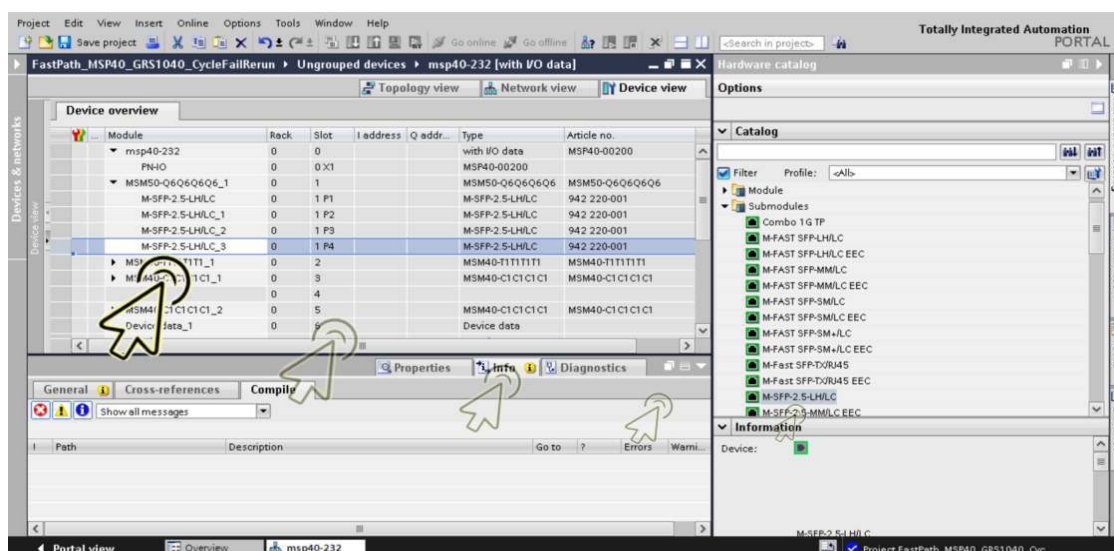 Project Edit View Insert Online Options Tools Window Help
Totally Integrated Automation
PORTAL
Save project Go online Go offline <Search in project>
FastPath_MSP40_GRS1040_CycleFailRerun Ungrouped devices msp40-232 [with I/O data]
Hardware catalog
Topology view Network view Device view
Options
Device overview
Devices & networks
Device view
... Module Rack Slot I address Q addr... Type Article no.
msp40-232 0 0 with I/O data MSP40-00200
PN-IO 0 0 X1 MSP40-00200
MSM50-Q6Q6Q6Q6_1 0 1 MSM50-Q6Q6Q6Q6 MSM50-Q6Q6Q6Q6
M-SFP-2.5-LH/LC 0 1 P1 M-SFP-2.5-LH/LC 942 220-001
M-SFP-2.5-LH/LC_1 0 1 P2 M-SFP-2.5-LH/LC 942 220-001
M-SFP-2.5-LH/LC_2 0 1 P3 M-SFP-2.5-LH/LC 942 220-001
M-SFP-2.5-LH/LC_3 0 1 P4 M-SFP-2.5-LH/LC 942 220-001
0 2 MSM40-T1T1T1T1 MSM40-T1T1T1T1
0 3 MSM40-C1C1C1C1 MSM40-C1C1C1C1
0 4
0 5 MSM40-C1C1C1C1 MSM40-C1C1C1C1
Device data_1 0 Device data
Catalog
Filter Profile: <All>
Module
Submodules
Combo 1G TP
M-FAST SFP-LH/LC
M-FAST SFP-LH/LC EEC
M-FAST SFP-MM/LC
M-FAST SFP-MM/LC EEC
M-FAST SFP-SM/LC
M-FAST SFP-SM/LC EEC
M-FAST SFP-SM+/LC
M-FAST SFP-SM+/LC EEC
M-Fast SFP-TX/RJ45
M-Fast SFP-TX/RJ45 EEC
M-SFP-2.5-LH/LC
M-SFP-2.5-MM/LC EEC
Properties Info Diagnostics
General Cross-references Compile
Show all messages
! Path Description Go to ? Errors Warni...
Information
Device:
M-SFP-2.5-LH/LC
Portal view Overview msp40-232
Project FastPath_MSP40_GRS1040_Cyc